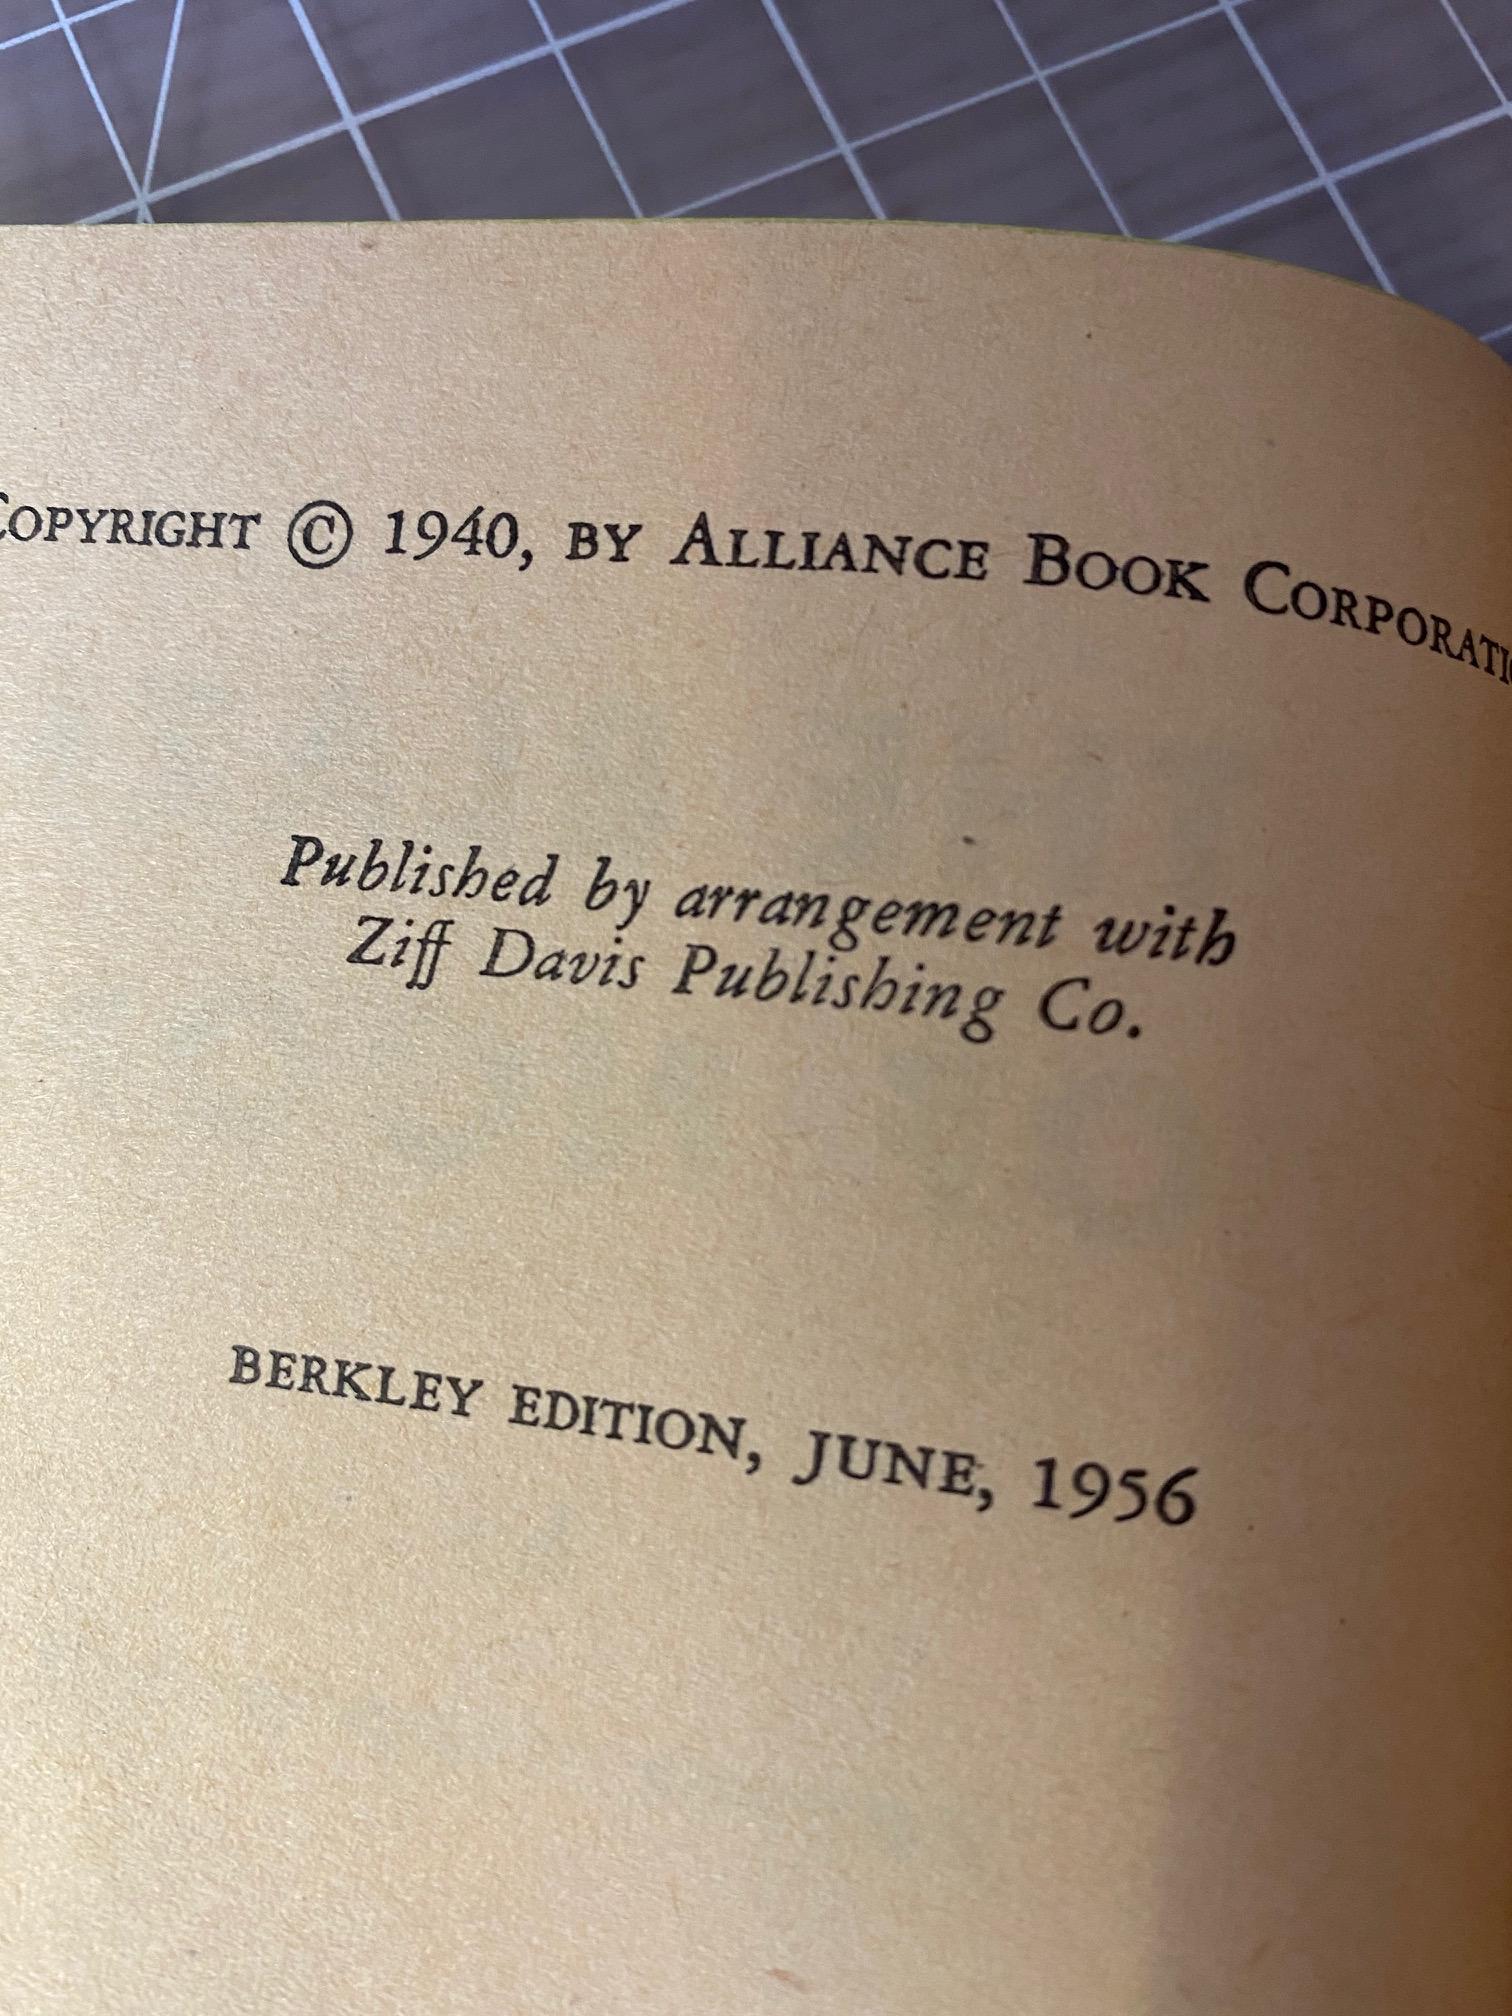 COPYRIGHT © 1940, BY ALLIANCE BOOK CORPORATI
Published by arrangement with
Ziff Davis Publishing Co.
BERKLEY EDITION, JUNE, 1956